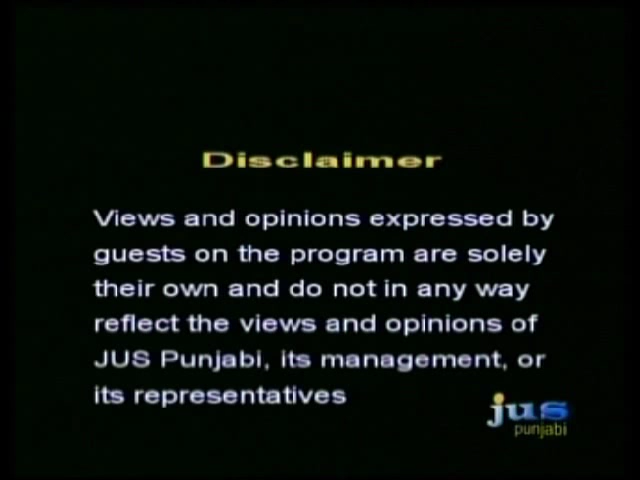 Disclaimer
Views and opinions expressed by
guests on the program are solely
their own and do not in any way
reflect the views and opinions of
JUS Punjabi, its management, or
its representatives
jus
punjabi